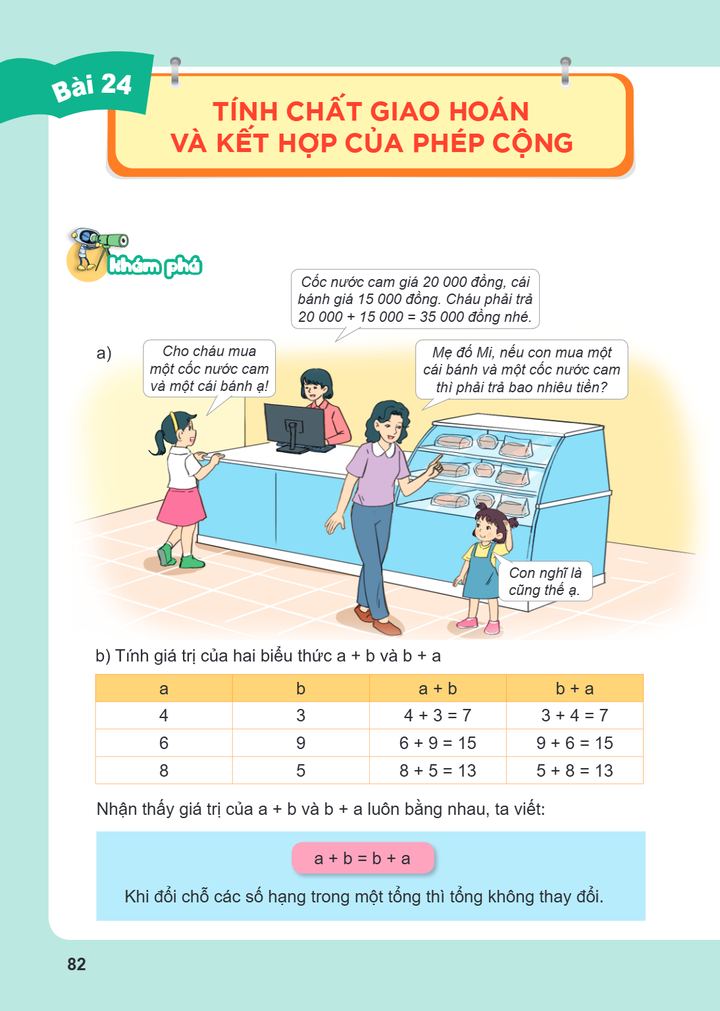 Bài 24
TÍNH CHẤT GIAO HOÁN
VÀ KẾT HỢP CỦA PHÉP CỘNG
khám phá
Cốc nước cam giá 20 000 đồng, cái
bánh giá 15 000 đồng. Cháu phải trả
20 000 + 15 000 = 35 000 đồng nhé.
a)
Cho cháu mua
một cốc nước cam
và một cái bánh ạ!
Mẹ đố Mi, nếu con mua một
cái bánh và một cốc nước cam
thì phải trả bao nhiêu tiền?
Con nghĩ là
cũng thế ạ.
b) Tính giá trị của hai biểu thức a + b và b + a
a b a + b b + a
4 3 4 + 3 = 7 3 + 4 = 7
6 9 6 + 9 = 15 9 + 6 = 15
8 5 8 + 5 = 13 5 + 8 = 13
Nhận thấy giá trị của a + b và b + a luôn bằng nhau, ta viết:
a + b = b + a
Khi đổi chỗ các số hạng trong một tổng thì tổng không thay đổi.
82